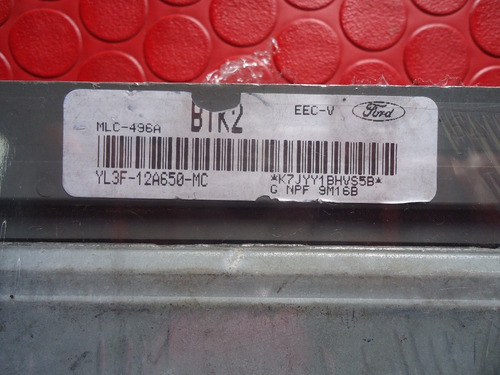 BTK2 EEC-V Ford
MLC-496A
YL3F-12A650-MC *K7JYY1BHVS5B*
G NPF 9M16B